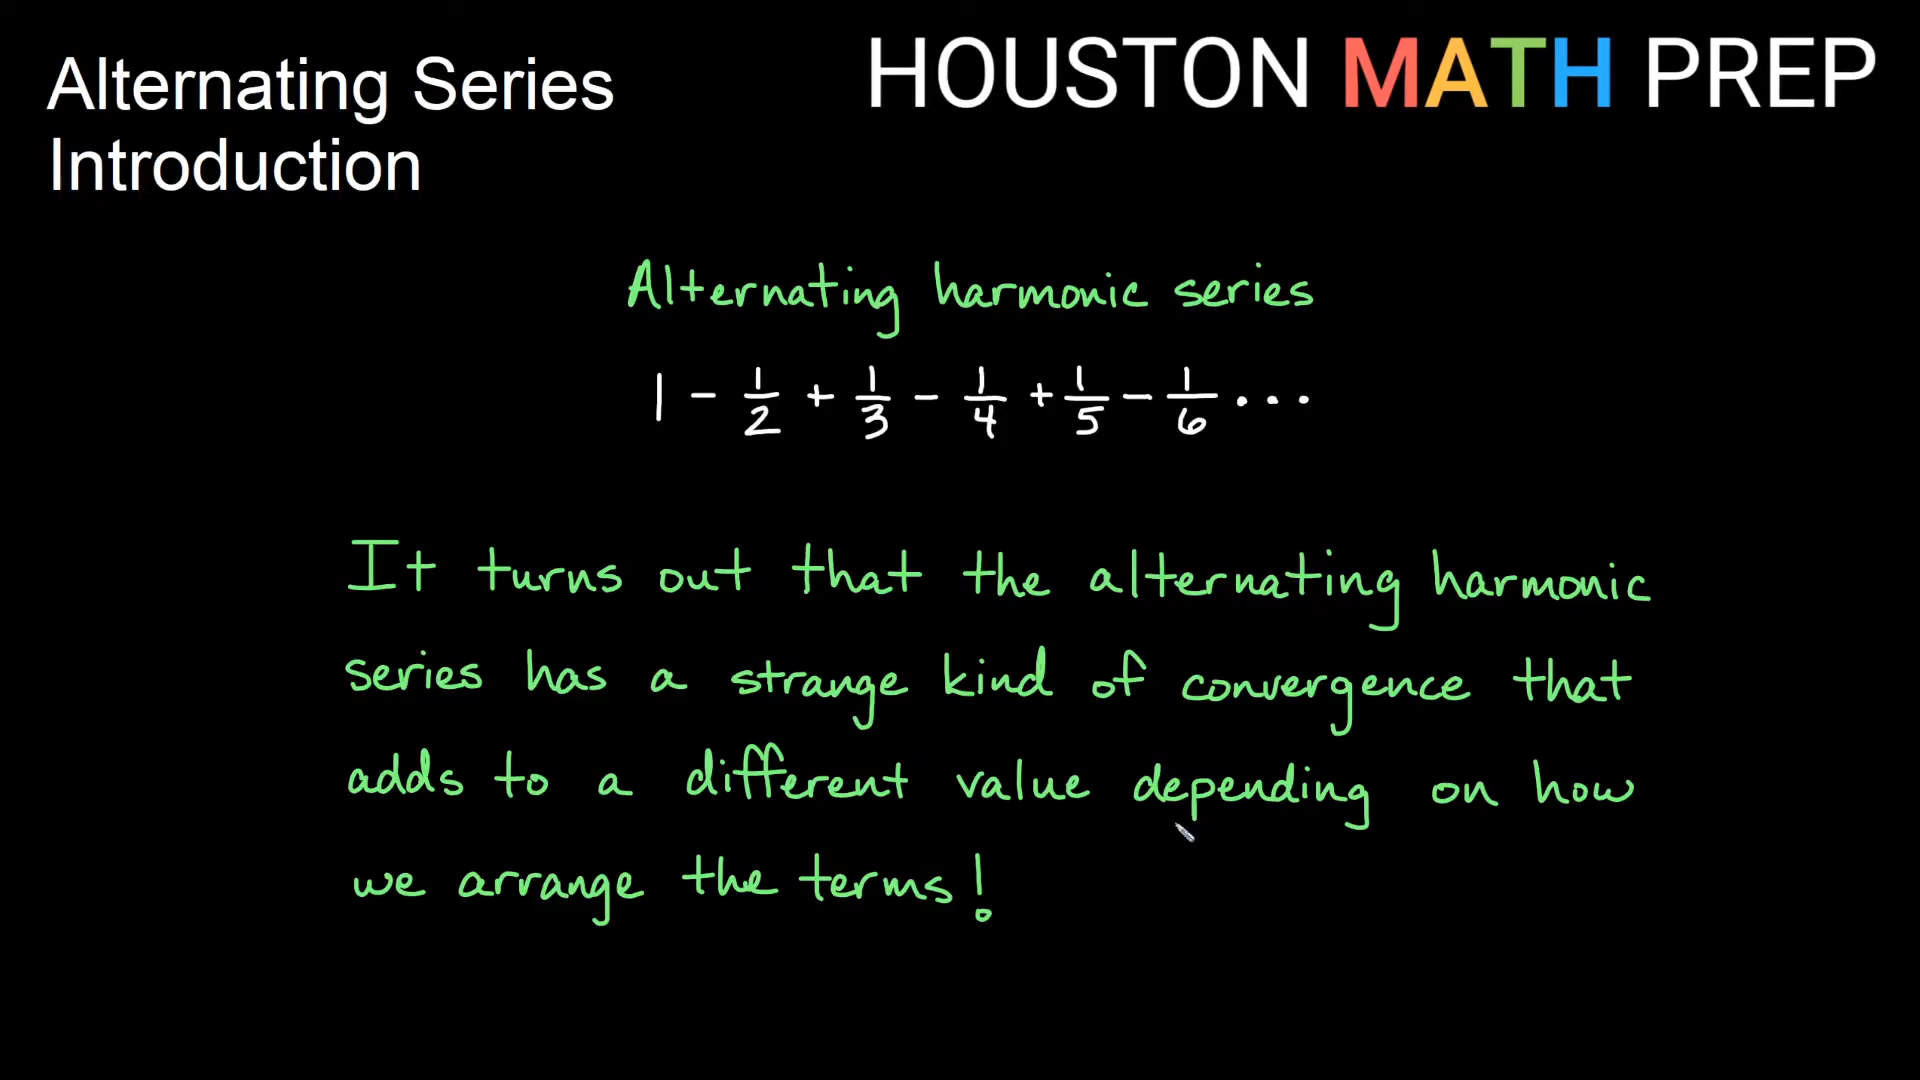 Alternating Series
Introduction
HOUSTON MATH PREP
Alternating harmonic series
1 - 1/2 + 1/3 - 1/4 + 1/5 - 1/6 ...
It turns out that the alternating harmonic
series has a strange kind of convergence that
adds to a different value depending on how
we arrange the terms!